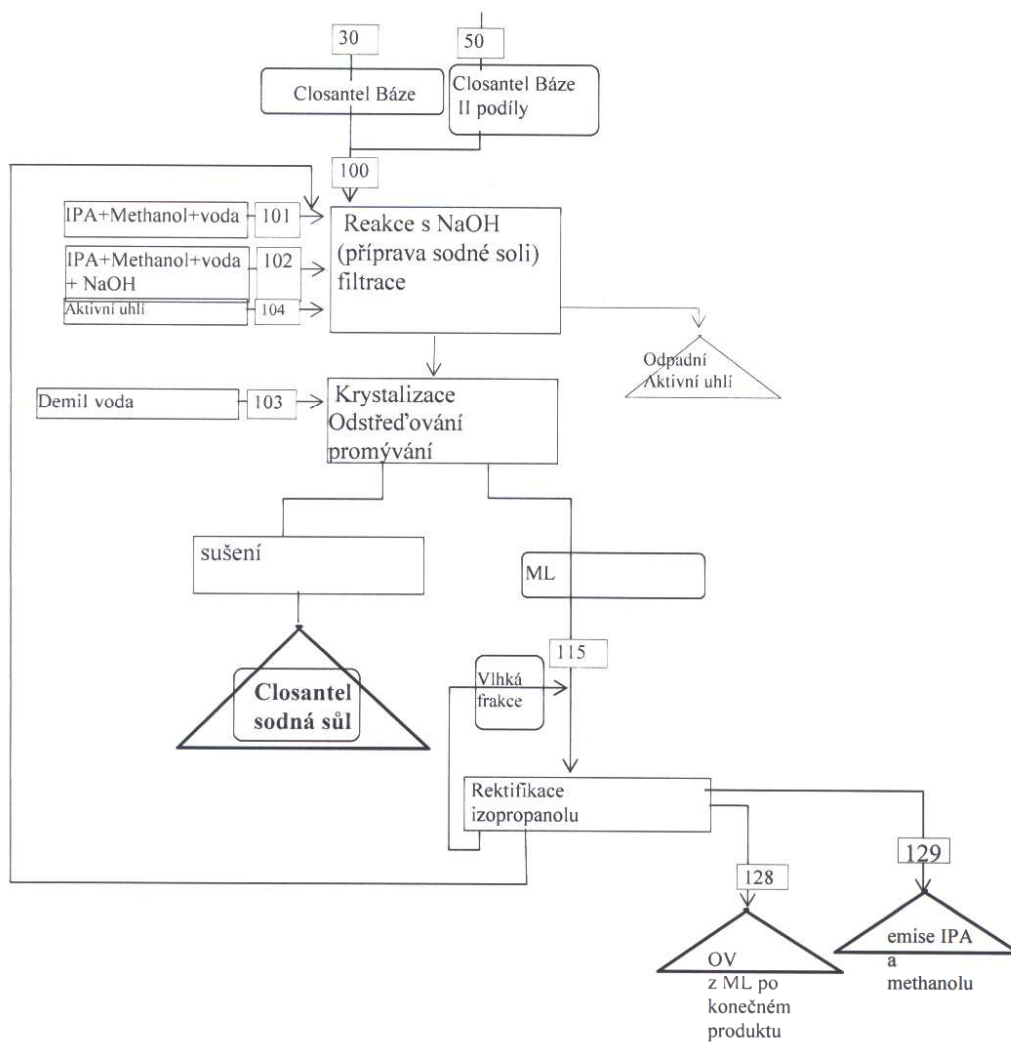 30
50
Closantel Báze
Closantel Báze
II podíly
100
IPA+Methanol+voda
101
IPA+Methanol+voda
+ NaOH
102
Aktivní uhlí
104
Reakce s NaOH
(příprava sodné soli)
filtrace
Odpadní
Aktivní uhlí
Demil voda
103
Krystalizace
Odstřeďování
promývání
sušení
ML
115
Vlhká
frakce
Closantel
sodná sůl
Rektifikace
izopropanolu
128
129
OV
z ML po
konečném
produktu
emise IPA
a
methanolu